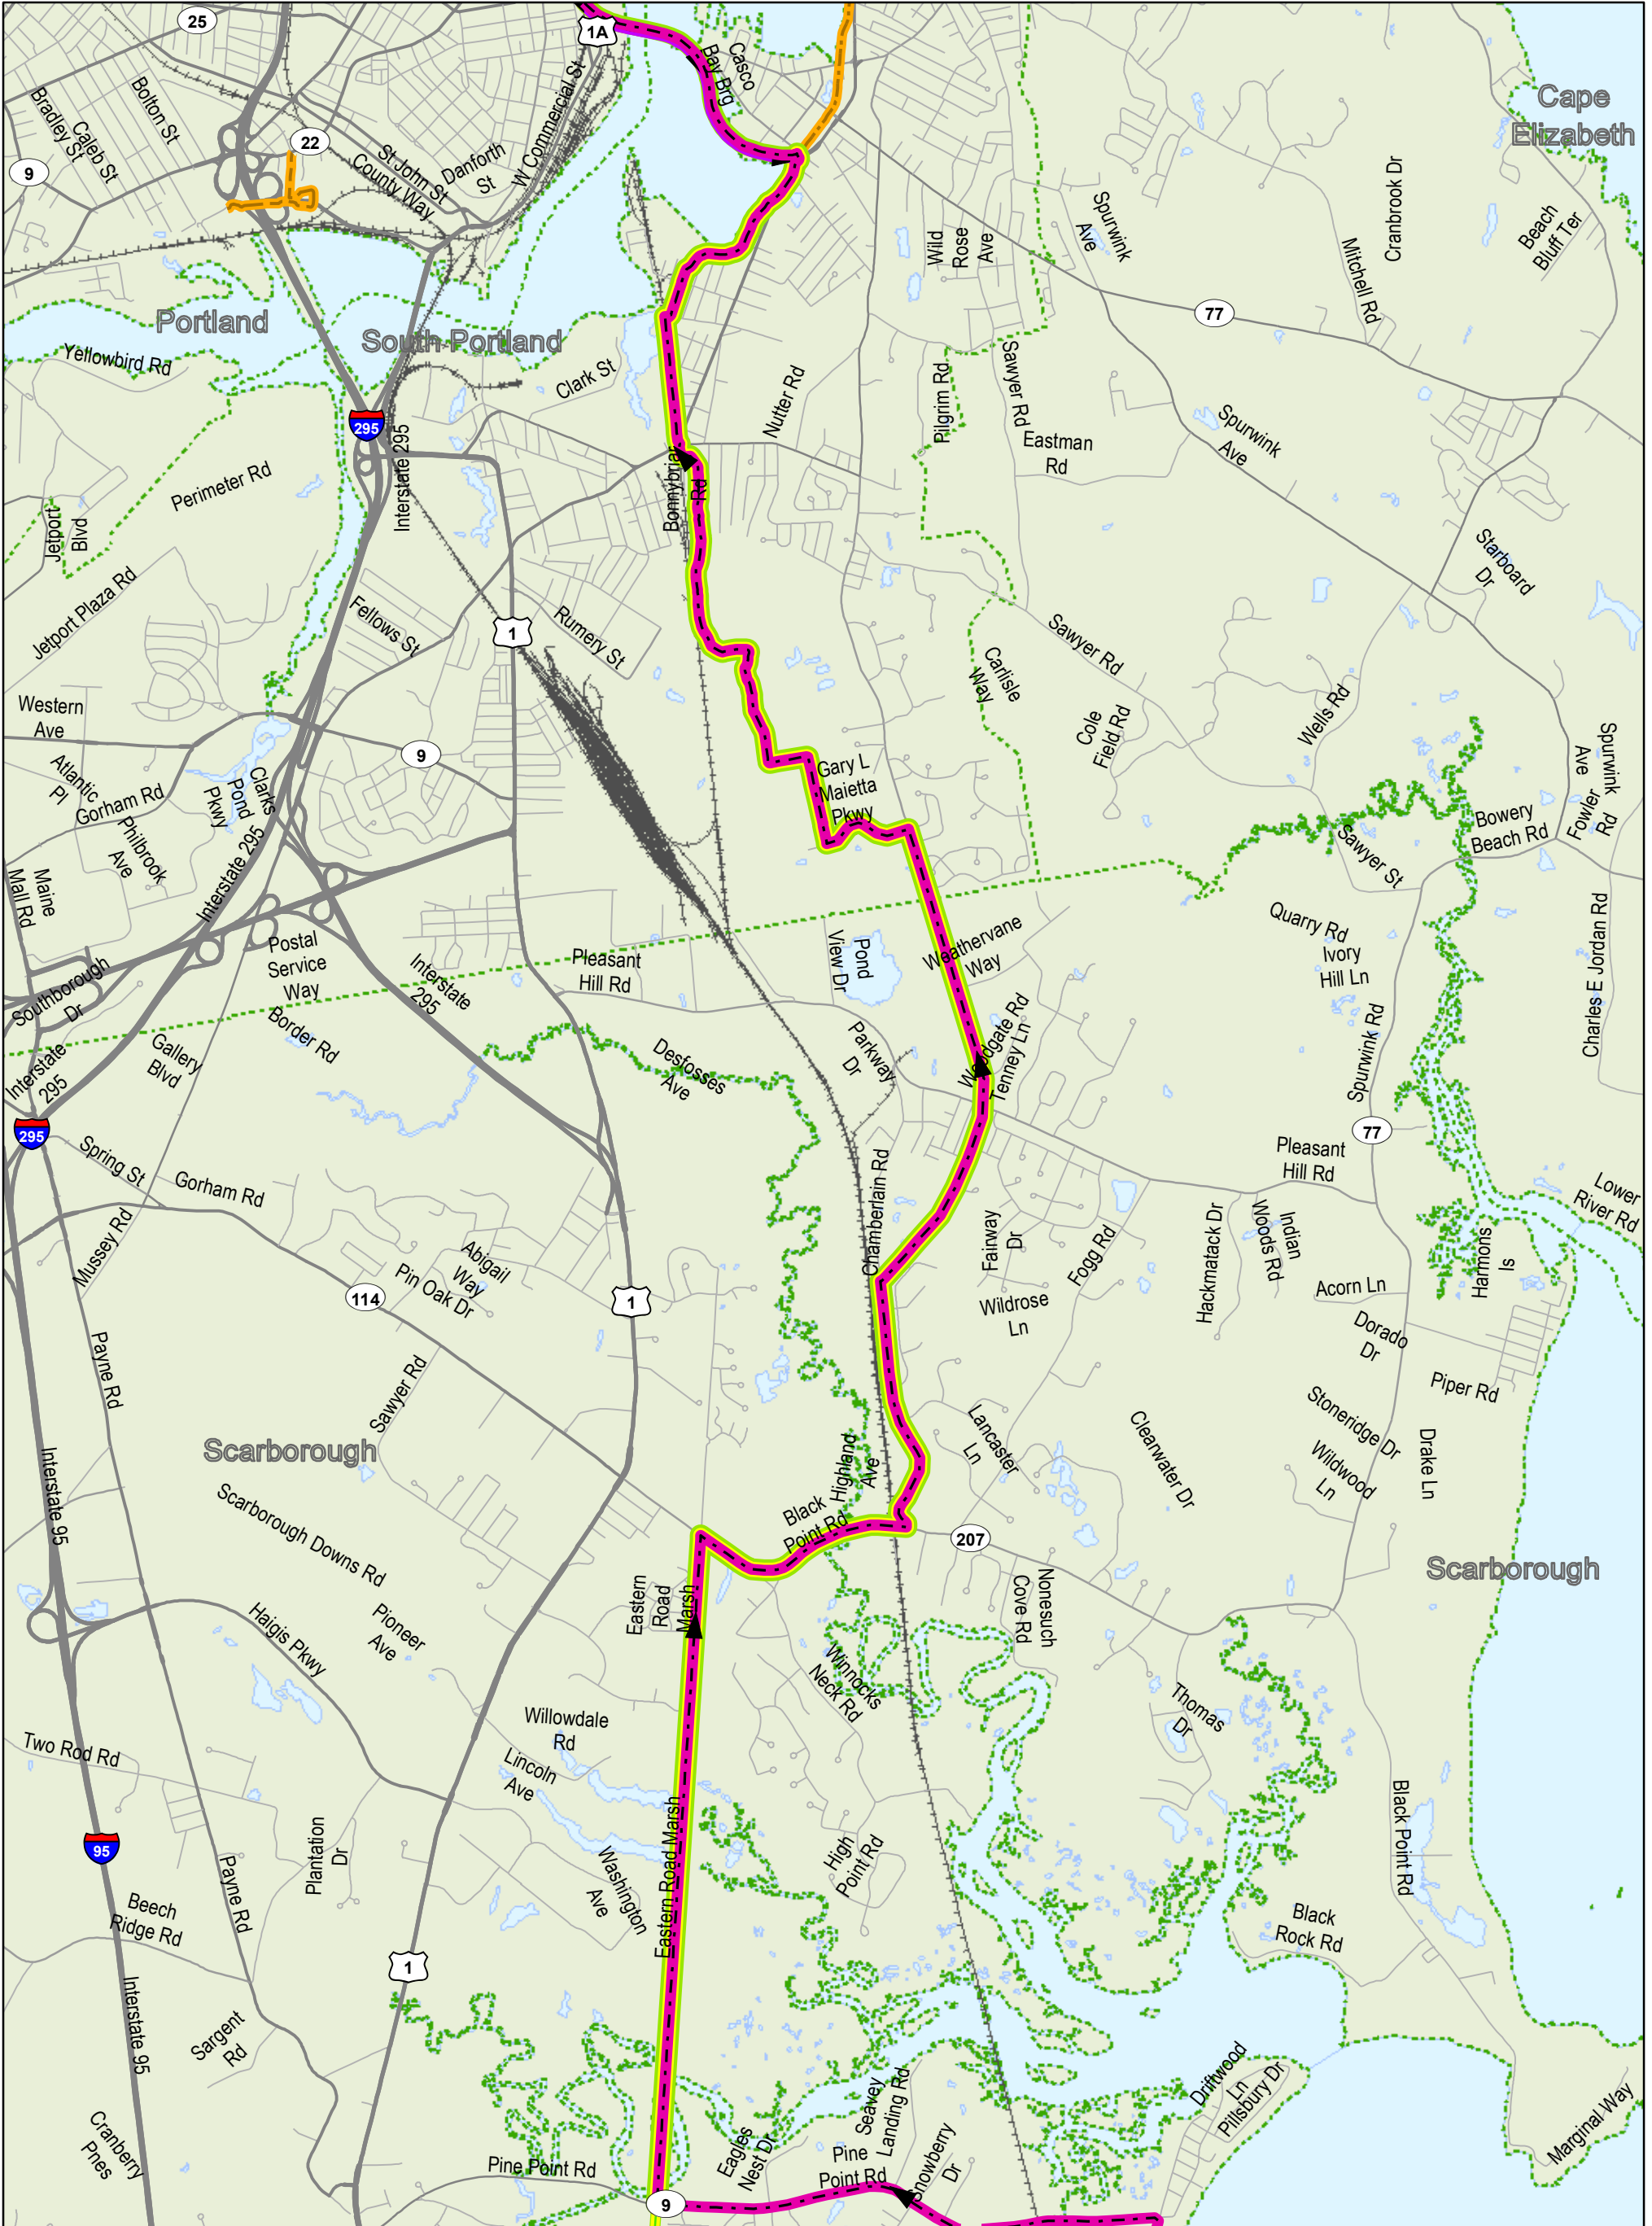 25
1A
Casco
Bay Brg
Cape
Elizabeth
Bradley St
Caleb St
Bolton St
9
22
St John St
County Way
Danforth
St
W Commercial St
Wild
Rose
Ave
Spurwink
Ave
Cranbrook Dr
Mitchell Rd
Beach
Bluff Ter
77
Portland
South Portland
Yellowbird Rd
Clark St
Nutter Rd
Pilgrim Rd
Sawyer Rd
Eastman
Rd
Spurwink
Ave
295
Interstate 295
Perimeter Rd
Jetport
Blvd
Bonnybriar
Rd
Starboard
Dr
Jetport Plaza Rd
Fellows St
1
Rumery St
Sawyer Rd
Carlisle
Way
Cole
Field Rd
Wells Rd
Western
Ave
Atlantic
Pl
Gorham Rd
Clarks
Pond
Pkwy
9
Gary L
Maietta
Pkwy
Spurwink
Ave
Fowler
Rd
Bowery
Beach Rd
Sawyer St
Philbrook
Ave
Interstate 295
Maine
Mall Rd
Postal
Service
Way
Interstate
295
Pleasant
Hill Rd
Pond
View Dr
Weathervane
Way
Quarry Rd
Ivory
Hill Ln
Charles E Jordan Rd
Southborough
Dr
Border Rd
Gallery
Blvd
Interstate
295
Desfosses
Ave
Parkway
Dr
Woodgate Rd
Tenney Ln
Spurwink Rd
295
77
Spring St
Gorham Rd
Pleasant
Hill Rd
Lower
River Rd
Mussey Rd
Chamberlain Rd
Fairway
Dr
Fogg Rd
Hackmatack Dr
Indian
Woods Rd
Harmons
Is
Abigail
Way
Pin Oak Dr
114
1
Wildrose
Ln
Acorn Ln
Dorado
Dr
Payne Rd
Sawyer Rd
Piper Rd
Lancaster
Ln
Clearwater Dr
Stoneridge Dr
Wildwood
Ln
Drake Ln
Scarborough
Interstate 95
Highland
Ave
Scarborough Downs Rd
Black
Point Rd
207
Scarborough
Eastern
Road
Marsh
Nonesuch
Cove Rd
Haigis Pkwy
Pioneer
Ave
Winnocks
Neck Rd
Thomas
Dr
Two Rod Rd
Willowdale
Rd
Lincoln
Ave
Black Point Rd
Plantation
Dr
95
Eastern Road Marsh
High
Point Rd
Washington
Ave
Payne Rd
Beech
Ridge Rd
Black
Rock Rd
1
Interstate 95
Sargent
Rd
Cranberry
Pnes
Driftwood
Ln
Pillsbury Dr
Seavey
Landing Rd
Eagles
Nest Dr
Pine
Point Rd
Snowberry
Dr
Pine Point Rd
Marginal Way
9